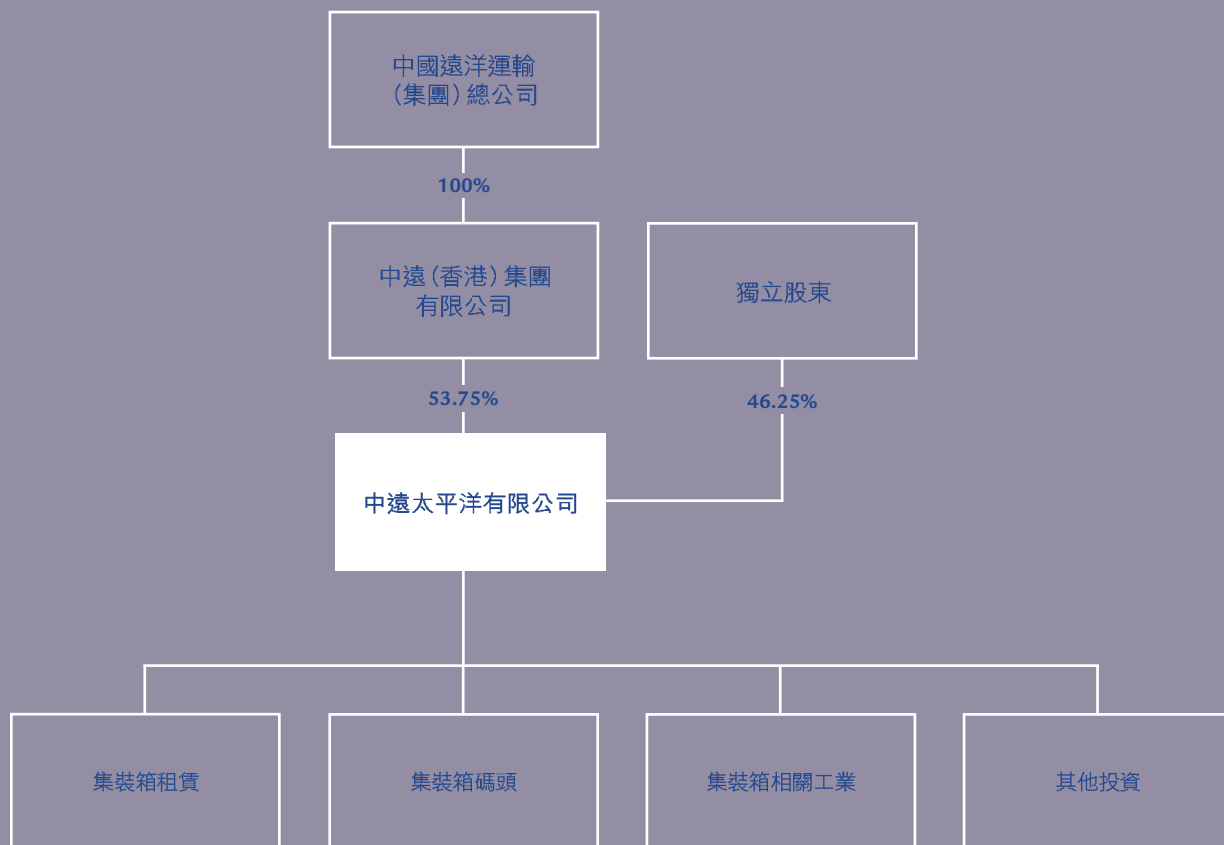 中國遠洋運輸
(集團)總公司
100%
中遠(香港)集團
有限公司
獨立股東
53.75%
46.25%
中遠太平洋有限公司
集裝箱租賃
集裝箱碼頭
集裝箱相關工業
其他投資